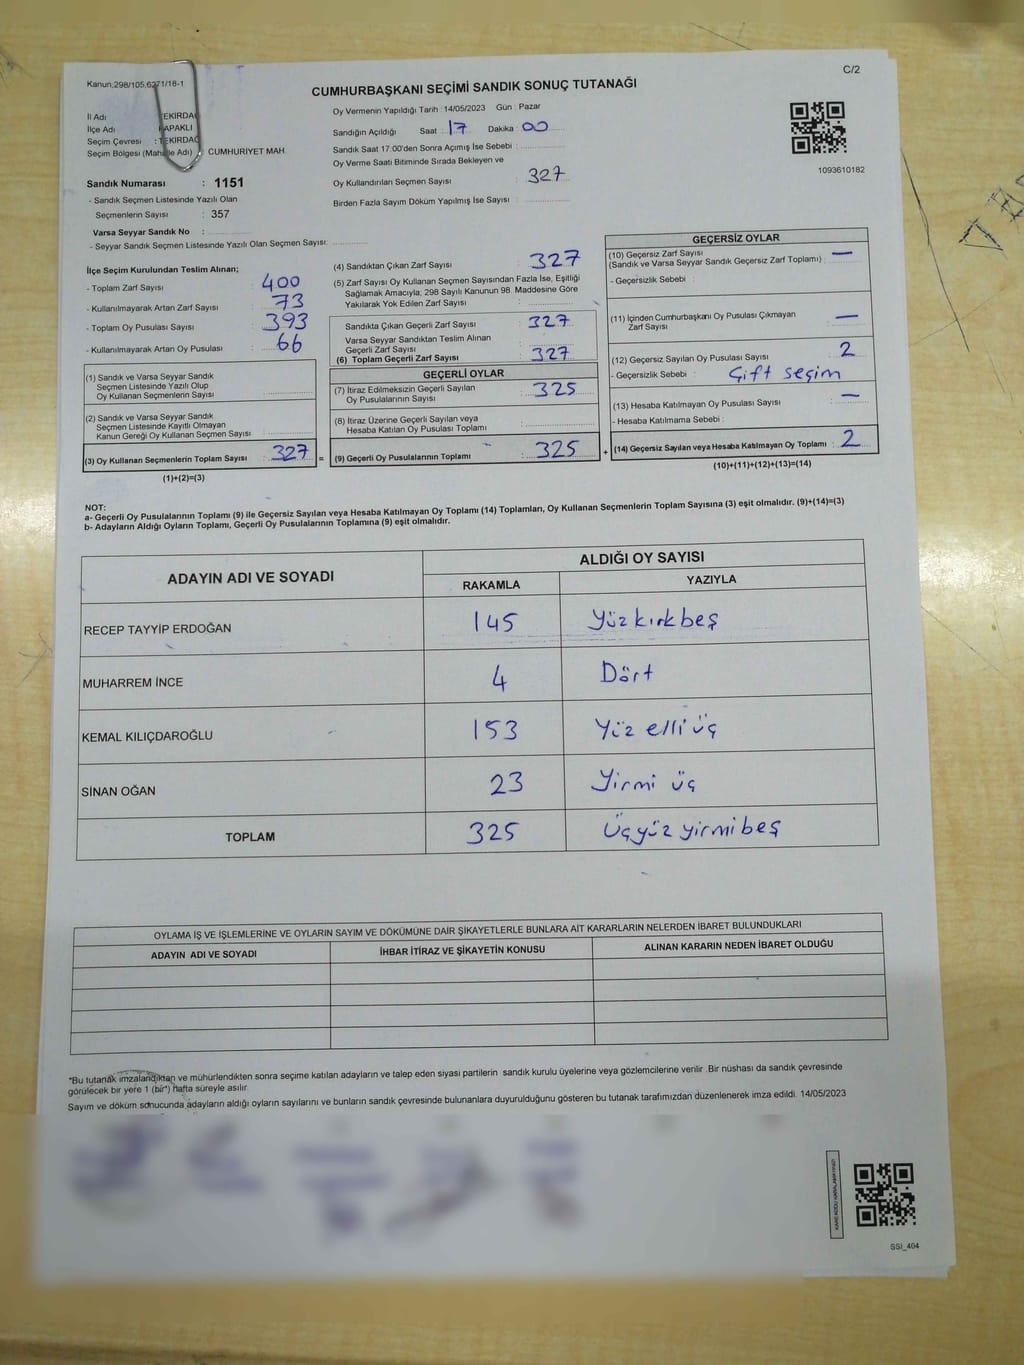 Kanun:298/105,6271/18-1
C/2
CUMHURBAŞKANI SEÇİMİ SANDIK SONUÇ TUTANAĞI
İl Adı : TEKİRDAĞ
İlçe Adı KAPAKLI
Seçim Çevresi : TEKİRDAĞ
Seçim Bölgesi (Mahalle Adı) : CUMHURİYET MAH.
Sandık Numarası : 1151
- Sandık Seçmen Listesinde Yazılı Olan
Seçmenlerin Sayısı : 357
Varsa Seyyar Sandık No :
- Seyyar Sandık Seçmen Listesinde Yazılı Olan Seçmen Sayısı:
Oy Vermenin Yapıldığı Tarih : 14/05/2023 Gün : Pazar
Sandığın Açıldığı Saat 17 Dakika 00
Sandık Saat 17:00'den Sonra Açımış İse Sebebi :
Oy Verme Saati Bitiminde Sırada Bekleyen ve
Oy Kullandırılan Seçmen Sayısı : 327
Birden Fazla Sayım Döküm Yapılmış İse Sayısı :
1093610182
İlçe Seçim Kurulundan Teslim Alınan;
- Toplam Zarf Sayısı : 400
- Kullanılmayarak Artan Zarf Sayısı : 73
- Toplam Oy Pusulası Sayısı : 393
- Kullanılmayarak Artan Oy Pusulası : 66
(1) Sandık ve Varsa Seyyar Sandık
Seçmen Listesinde Yazılı Olup
Oy Kullanan Seçmenlerin Sayısı :
(2) Sandık ve Varsa Seyyar Sandık
Seçmen Listesinde Kayıtlı Olmayan
Kanun Gereği Oy Kullanan Seçmen Sayısı :
(3) Oy Kullanan Seçmenlerin Toplam Sayısı : 327 =
(1)+(2)=(3)
(4) Sandıktan Çıkan Zarf Sayısı : 327
(5) Zarf Sayısı Oy Kullanan Seçmen Sayısından Fazla İse, Eşitliği
Sağlamak Amacıyla, 298 Sayılı Kanunun 98. Maddesine Göre
Yakılarak Yok Edilen Zarf Sayısı :
Sandıkta Çıkan Geçerli Zarf Sayısı : 327
Varsa Seyyar Sandıktan Teslim Alınan
Geçerli Zarf Sayısı :
(6) Toplam Geçerli Zarf Sayısı : 327
GEÇERLİ OYLAR
(7) İtiraz Edilmeksizin Geçerli Sayılan
Oy Pusulalarının Sayısı : 325
(8) İtiraz Üzerine Geçerli Sayılan veya
Hesaba Katılan Oy Pusulası Toplamı :
(9) Geçerli Oy Pusulalarının Toplamı : 325 +
GEÇERSİZ OYLAR
(10) Geçersiz Zarf Sayısı
(Sandık ve Varsa Seyyar Sandık Geçersiz Zarf Toplamı) : —
- Geçersizlik Sebebi :
(11) İçinden Cumhurbaşkanı Oy Pusulası Çıkmayan
Zarf Sayısı : —
(12) Geçersiz Sayılan Oy Pusulası Sayısı : 2
- Geçersizlik Sebebi : Çift seçim
(13) Hesaba Katılmayan Oy Pusulası Sayısı : —
- Hesaba Katılmama Sebebi :
(14) Geçersiz Sayılan veya Hesaba Katılmayan Oy Toplamı : 2
(10)+(11)+(12)+(13)=(14)
NOT:
a- Geçerli Oy Pusulalarının Toplamı (9) ile Geçersiz Sayılan veya Hesaba Katılmayan Oy Toplamı (14) Toplamları, Oy Kullanan Seçmenlerin Toplam Sayısına (3) eşit olmalıdır. (9)+(14)=(3)
b- Adayların Aldığı Oyların Toplamı, Geçerli Oy Pusulalarının Toplamına (9) eşit olmalıdır.
ADAYIN ADI VE SOYADI
ALDIĞI OY SAYISI
RAKAMLA YAZIYLA
RECEP TAYYİP ERDOĞAN 145 Yüz kırk beş
MUHARREM İNCE 4 Dört
KEMAL KILIÇDAROĞLU 153 Yüz elli üç
SİNAN OĞAN 23 Yirmi üç
TOPLAM 325 Üçyüz yirmi beş
OYLAMA İŞ VE İŞLEMLERİNE VE OYLARIN SAYIM VE DÖKÜMÜNE DAİR ŞİKAYETLERLE BUNLARA AİT KARARLARIN NELERDEN İBARET BULUNDUKLARI
ADAYIN ADI VE SOYADI İHBAR İTİRAZ VE ŞİKAYETİN KONUSU ALINAN KARARIN NEDEN İBARET OLDUĞU
*Bu tutanak imzalandıktan ve mühürlendikten sonra seçime katılan adayların ve talep eden siyasi partilerin sandık kurulu üyelerine veya gözlemcilerine verilir .Bir nüshası da sandık çevresinde
görülecek bir yere 1 (bir*) hafta süreyle asılır.
Sayım ve döküm sonucunda adayların aldığı oyların sayılarını ve bunların sandık çevresinde bulunanlara duyurulduğunu gösteren bu tutanak tarafımızdan düzenlenerek imza edildi. 14/05/2023
SSI_404